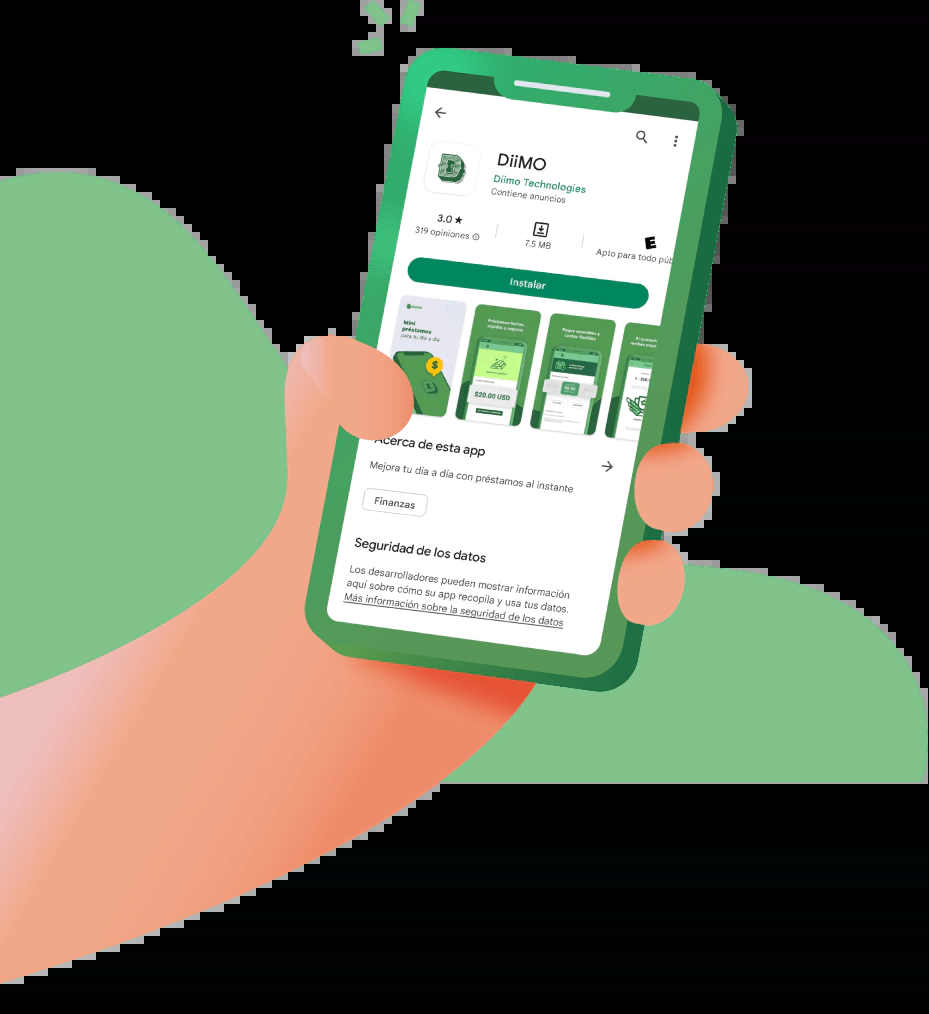 DiiMO
Diimo Technologies
Contiene anuncios
3.0 ★
319 opiniones
7.5 MB
E
Apto para todo púb
Instalar
Mini
préstamos
para tu día a día
$
$20.00 USD
Acerca de esta app
Mejora tu día a día con préstamos al instante
Finanzas
Seguridad de los datos
Los desarrolladores pueden mostrar información
aquí sobre cómo su app recopila y usa tus datos.
Más información sobre la seguridad de los datos